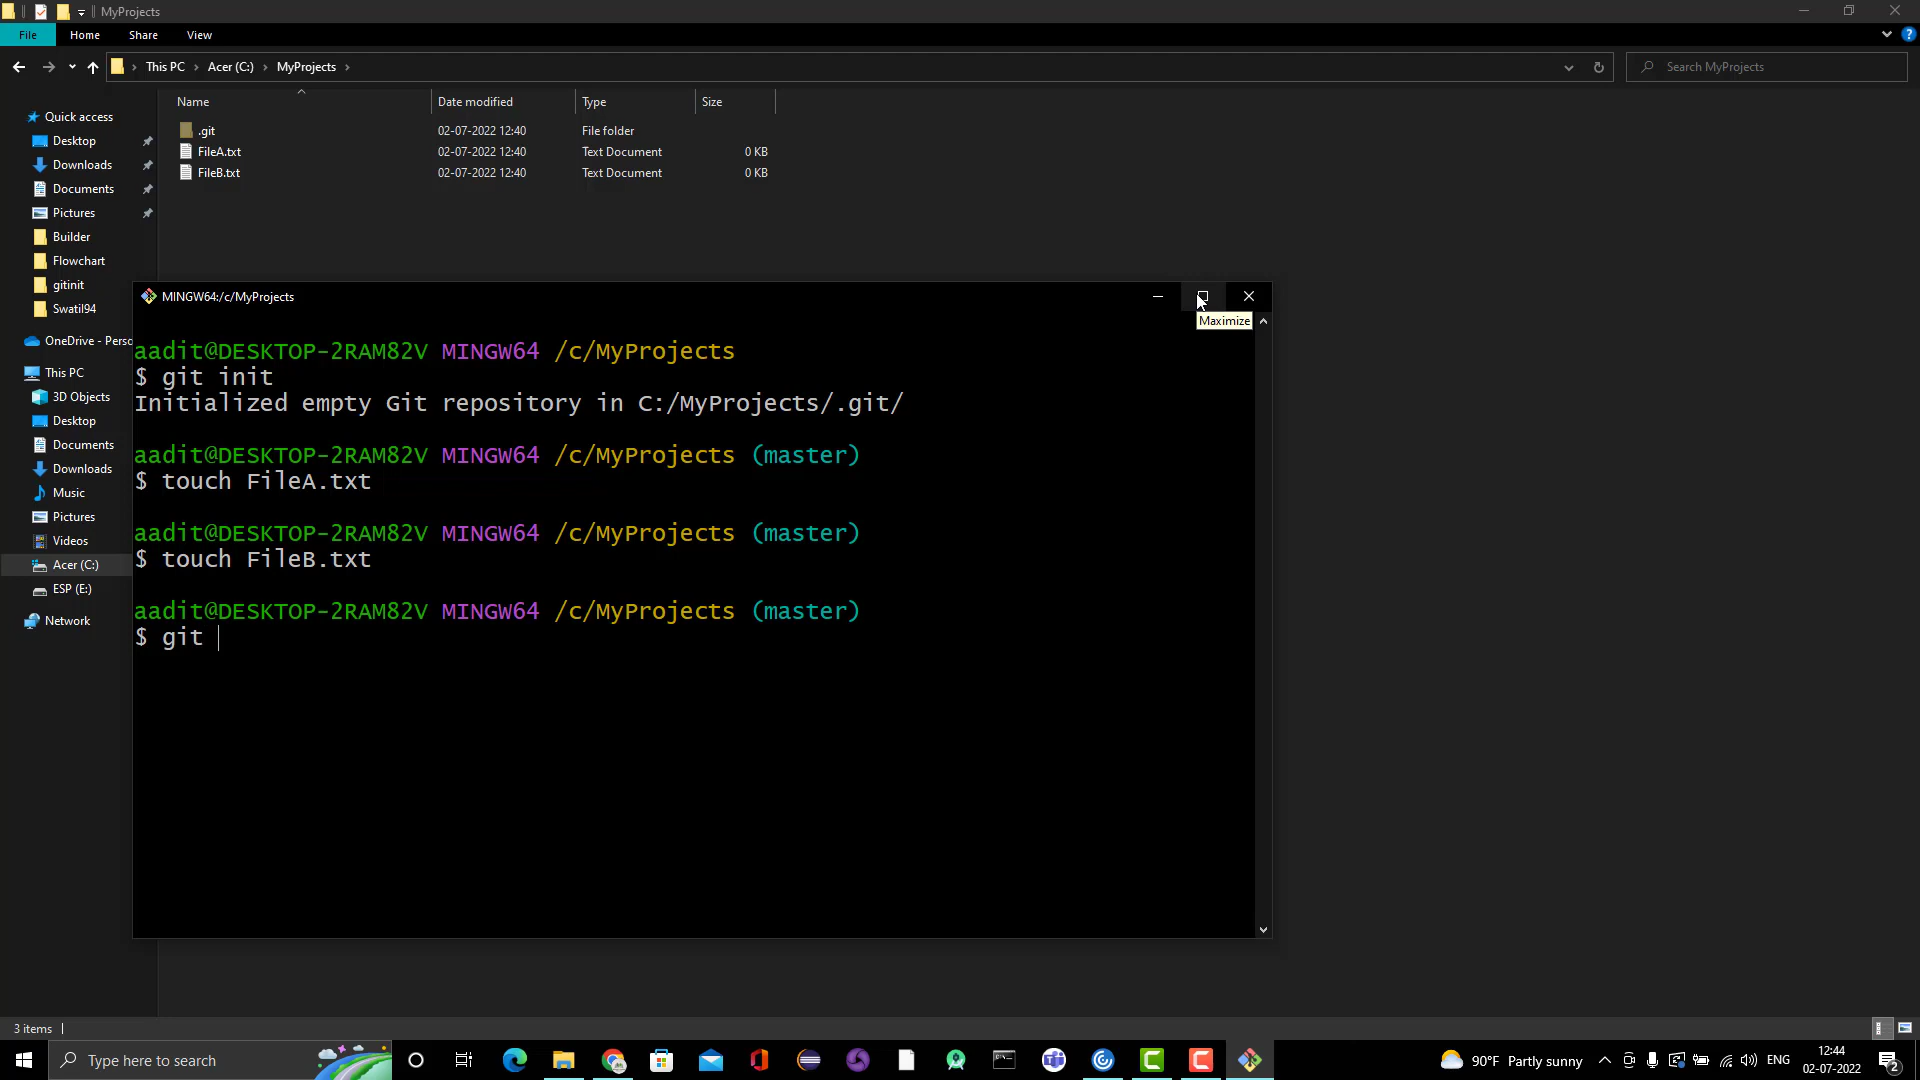 MyProjects
File Home Share View
This PC Acer (C:) MyProjects
Search MyProjects
Name Date modified Type Size
.git 02-07-2022 12:40 File folder
FileA.txt 02-07-2022 12:40 Text Document 0 KB
FileB.txt 02-07-2022 12:40 Text Document 0 KB
Quick access
Desktop
Downloads
Documents
Pictures
Builder
Flowchart
gitinit
Swatil94
OneDrive - Perso
This PC
3D Objects
Desktop
Documents
Downloads
Music
Pictures
Videos
Acer (C:)
ESP (E:)
Network
MINGW64:/c/MyProjects
Maximize
aadit@DESKTOP-2RAM82V MINGW64 /c/MyProjects
$ git init
Initialized empty Git repository in C:/MyProjects/.git/
aadit@DESKTOP-2RAM82V MINGW64 /c/MyProjects (master)
$ touch FileA.txt
aadit@DESKTOP-2RAM82V MINGW64 /c/MyProjects (master)
$ touch FileB.txt
aadit@DESKTOP-2RAM82V MINGW64 /c/MyProjects (master)
$ git
3 items
Type here to search
90°F Partly sunny
ENG
12:44
02-07-2022
2